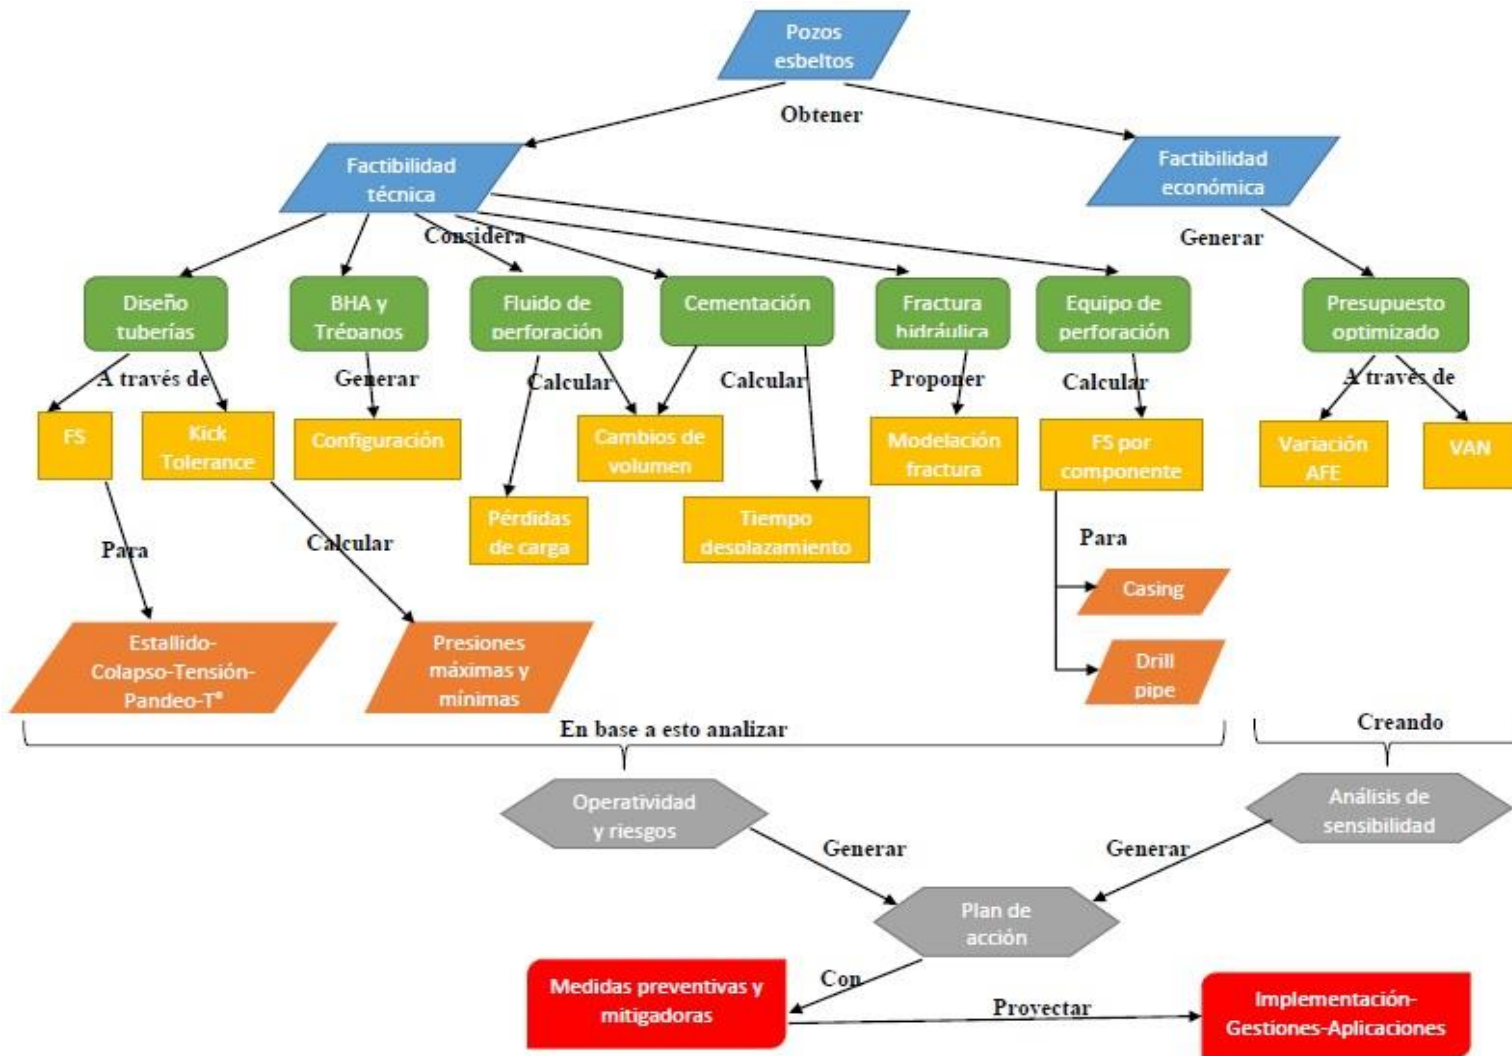 Pozos
esbeltos
Obtener
Factibilidad
técnica
Factibilidad
económica
Considera
Generar
Diseño
tuberías
BHA y
Trépanos
Fluido de
perforación
Cementación
Fractura
hidráulica
Equipo de
perforación
Presupuesto
optimizado
A través de
Generar
Calcular
Calcular
Proponer
Calcular
A través de
FS
Kick
Tolerance
Configuración
Cambios de
volumen
Modelación
fractura
FS por
componente
Variación
AFE
VAN
Pérdidas
de carga
Tiempo
desplazamiento
Para
Calcular
Para
Casing
Estallido-
Colapso-Tensión-
Pandeo-T°
Presiones
máximas y
mínimas
Drill
pipe
En base a esto analizar
Creando
Operatividad
y riesgos
Análisis de
sensibilidad
Generar
Generar
Plan de
acción
Con
Medidas preventivas y
mitigadoras
Proyectar
Implementación-
Gestiones-Aplicaciones